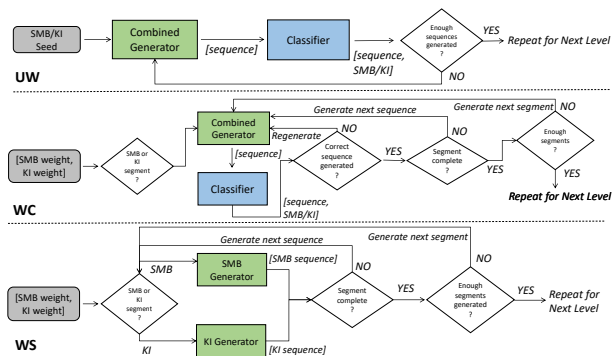 SMB/KI
Seed
Combined
Generator
[sequence]
Classifier
[sequence,
SMB/KI]
Enough
sequences
generated
?
YES
Repeat for Next Level
NO
UW
Generate next sequence
Generate next segment
NO
[SMB weight,
KI weight]
SMB or
KI
segment
?
Combined
Generator
Regenerate
NO
NO
[sequence]
Classifier
[sequence,
SMB/KI]
Correct
sequence
generated
?
YES
Segment
complete
?
YES
Enough
segments
?
YES
Repeat for Next Level
WC
Generate next sequence
Generate next segment
NO
NO
[SMB weight,
KI weight]
SMB or
KI
segment
?
SMB
SMB
Generator
[SMB sequence]
KI
KI Generator
[KI sequence]
Segment
complete
?
YES
Enough
segments
generated
?
YES
Repeat for
Next Level
WS